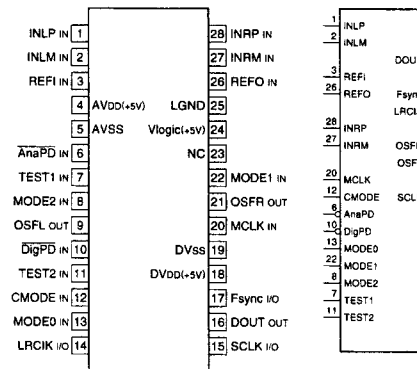 INLP IN 1
INLM IN 2
REFI IN 3
4 AVDD(+5V)
5 AVSS
AnaPD IN 6
TEST1 IN 7
MODE2 IN 8
OSFL OUT 9
DigPD IN 10
TEST2 IN 11
CMODE IN 12
MODE0 IN 13
LRCIK I/O 14
28 INRP IN
27 INRM IN
26 REFO IN
LGND 25
Vlogic(+5V) 24
NC 23
22 MODE1 IN
21 OSFR OUT
20 MCLK IN
DVSS 19
DVDD(+5V) 18
17 Fsync I/O
16 DOUT OUT
15 SCLK I/O
1 INLP
2 INLM
DOU
3 REFI
26 REFO
Fsyn
LRCI
28 INRP
27 INRM
OSFI
OSF
20 MCLK
12 CMODE
SCL
6 AnaPD
10 DigPD
13 MODE0
22 MODE1
8 MODE2
7 TEST1
11 TEST2